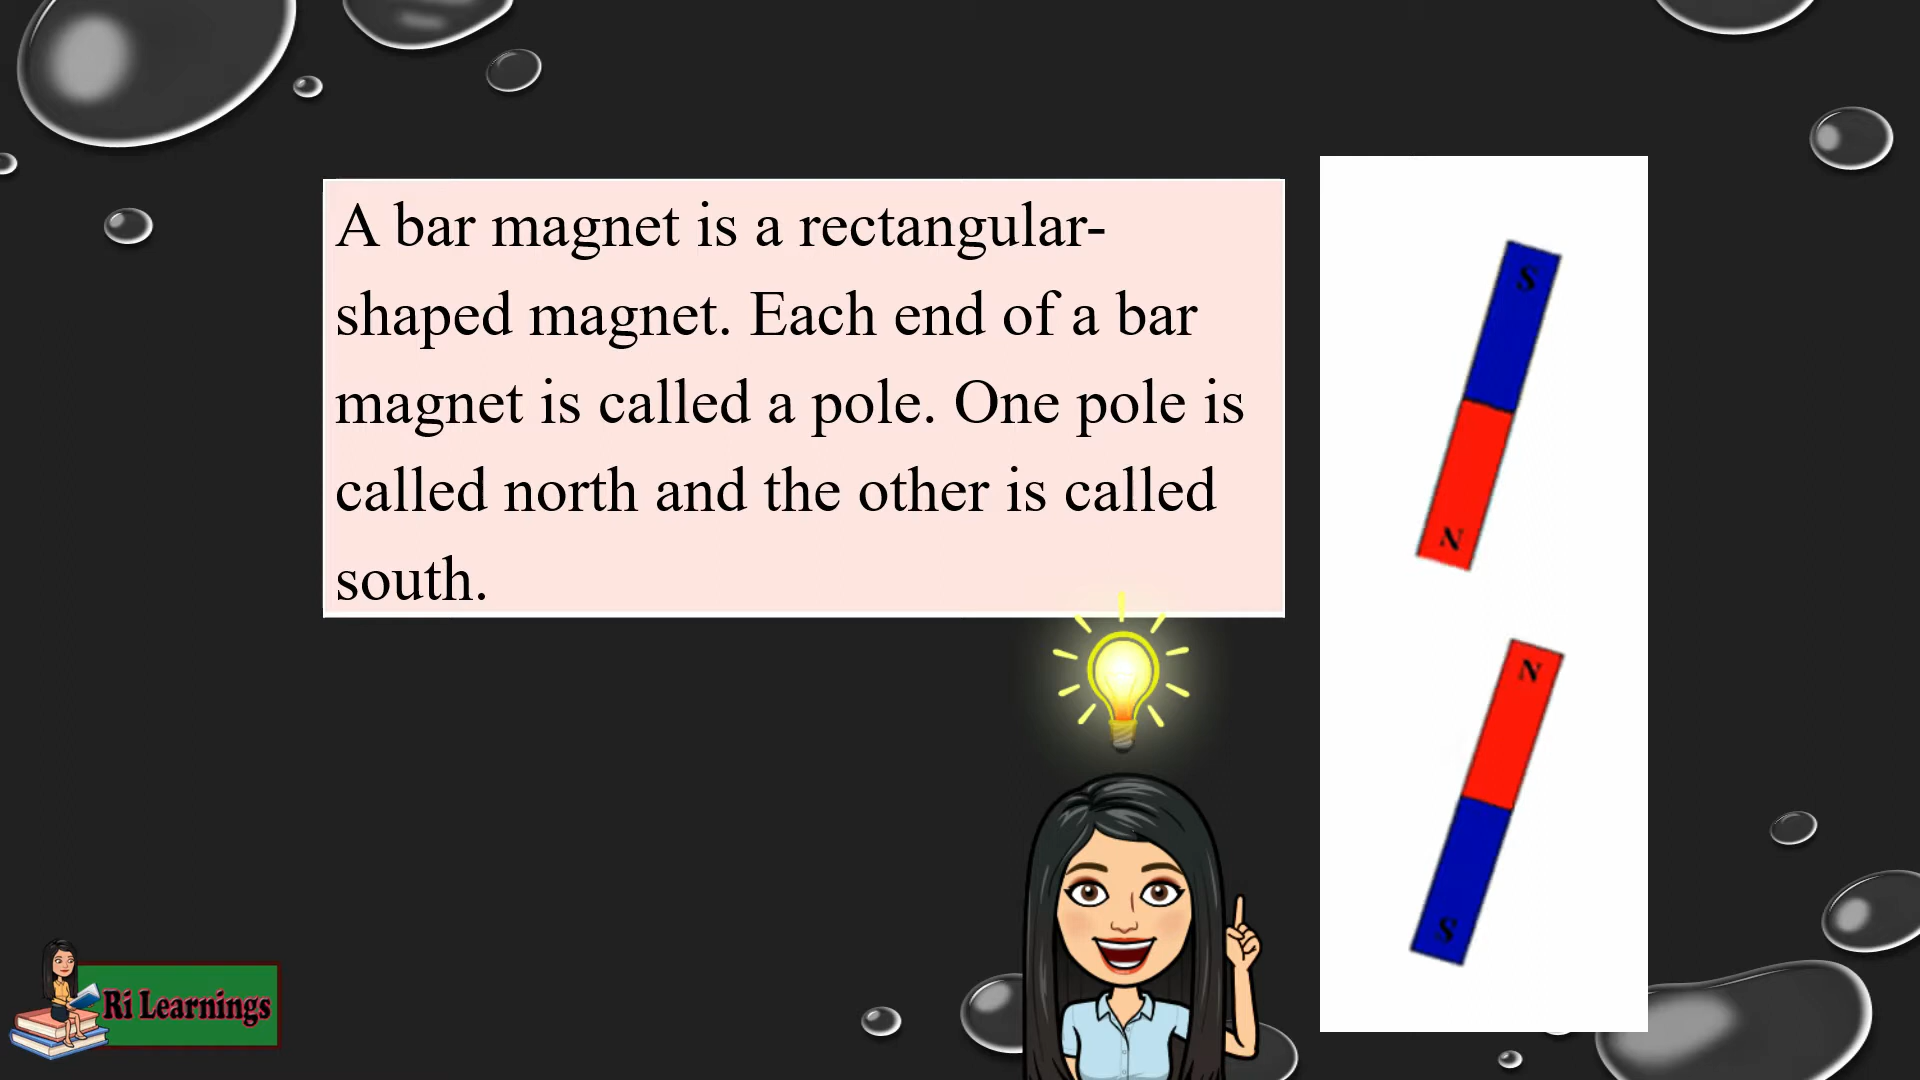 A bar magnet is a rectangular-
shaped magnet. Each end of a bar
magnet is called a pole. One pole is
called north and the other is called
south.
S
N
N
S
Ri Learnings